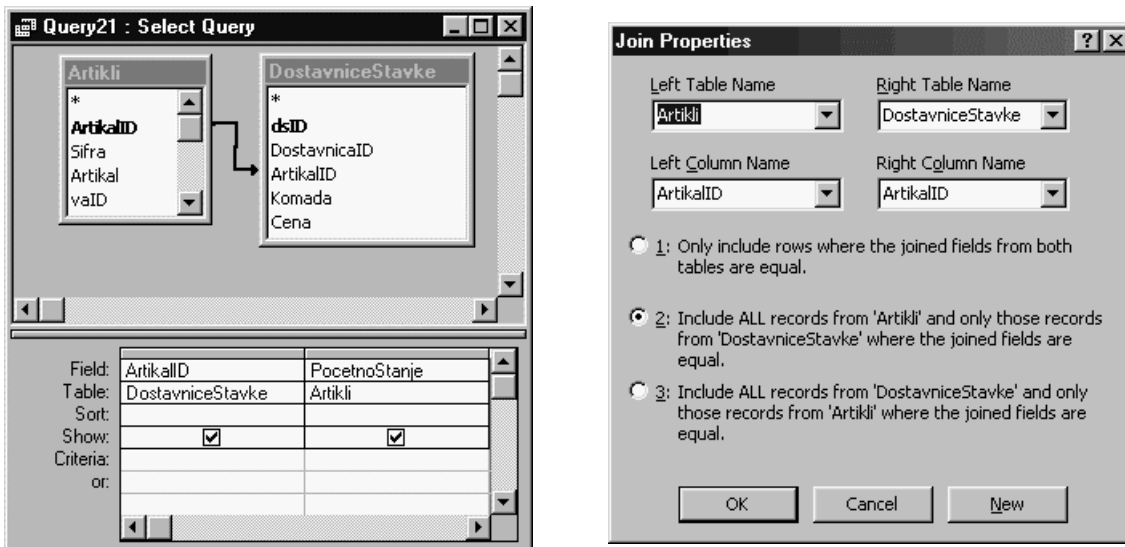 Query21 : Select Query
Artikli
*
ArtikalID
Sifra
Artikal
vaID
DostavniceStavke
*
dsID
DostavnicaID
ArtikalID
Komada
Cena
Field: ArtikalID PocetnoStanje
Table: DostavniceStavke Artikli
Sort:
Show:
Criteria:
or:
Join Properties
Left Table Name Right Table Name
Artikli DostavniceStavke
Left Column Name Right Column Name
ArtikalID ArtikalID
1: Only include rows where the joined fields from both
tables are equal.
2: Include ALL records from 'Artikli' and only those records
from 'DostavniceStavke' where the joined fields are
equal.
3: Include ALL records from 'DostavniceStavke' and only
those records from 'Artikli' where the joined fields are
equal.
OK Cancel New